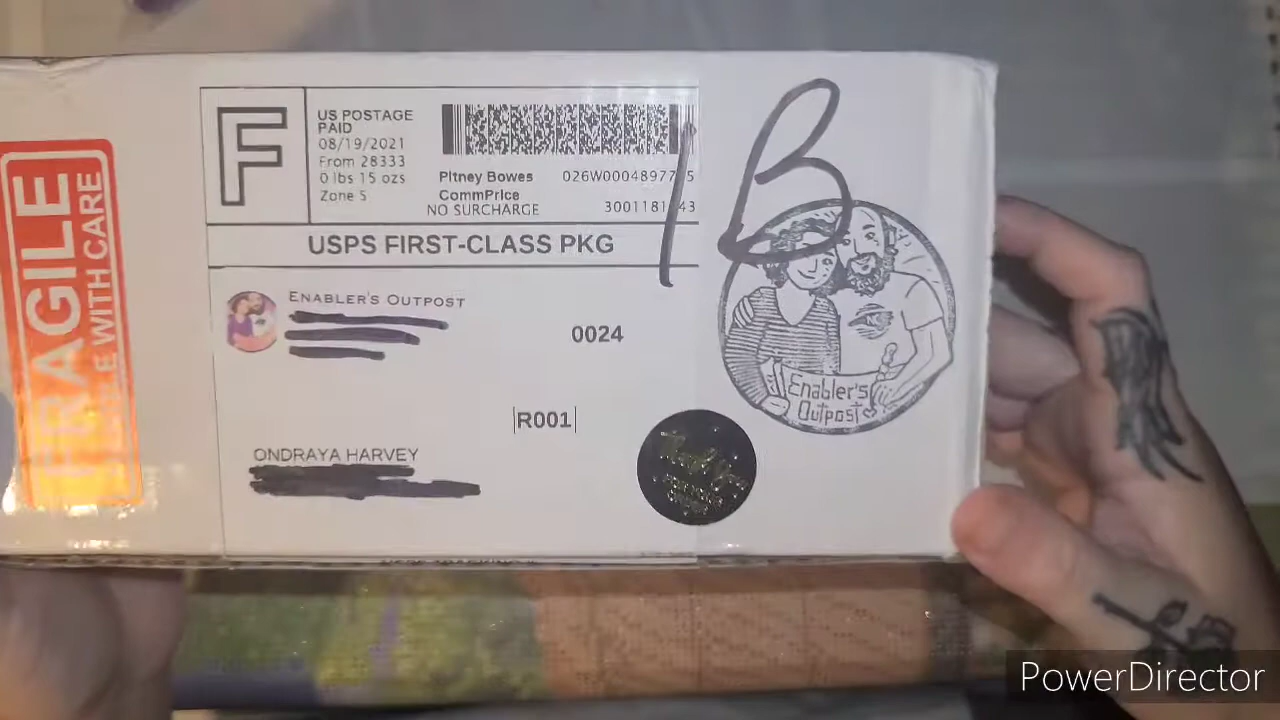 FRAGILE
WITH CARE
F
US POSTAGE
PAID
08/19/2021
From 28333
0 lbs 15 ozs
Zone 5
Pitney Bowes
CommPrice
NO SURCHARGE
USPS FIRST-CLASS PKG
1B
ENABLER'S OUTPOST
0024
R001
ONDRAYA HARVEY
Enabler's
Outpost
PowerDirector